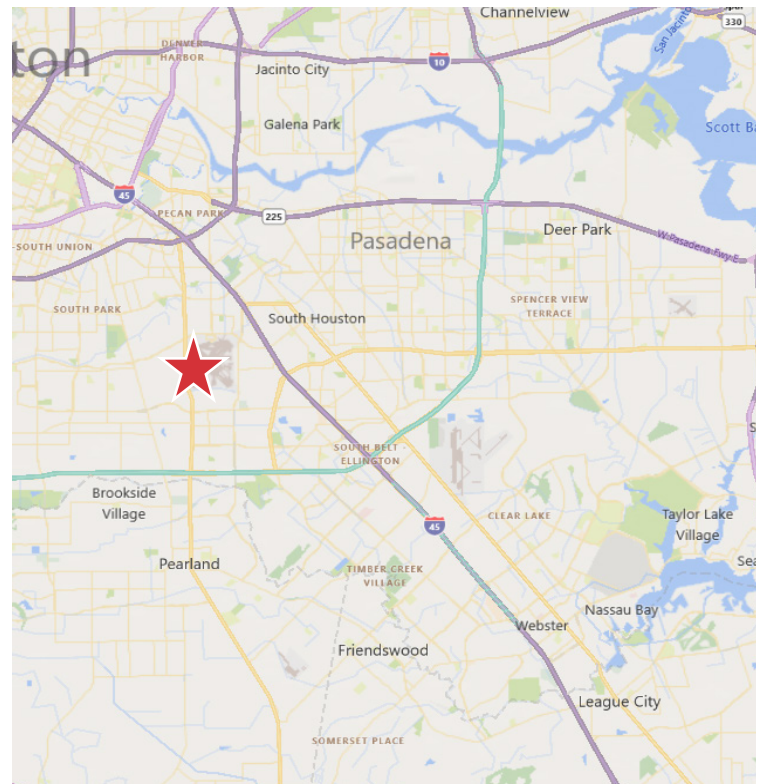 Channelview
330
San Jacinto
DENVER
HARBOR
ton
10
Jacinto City
Galena Park
Scott Ba
45
PECAN PARK
225
-SOUTH UNION
Pasadena
Deer Park
W Pasadena Fwy E
SOUTH PARK
SPENCER VIEW
TERRACE
South Houston
S
SOUTH BELT -
ELLINGTON
Brookside
Village
CLEAR LAKE
Taylor Lake
Village
45
Pearland
TIMBER CREEK
VILLAGE
Sea
Nassau Bay
Webster
Friendswood
League City
SOMERSET PLACE